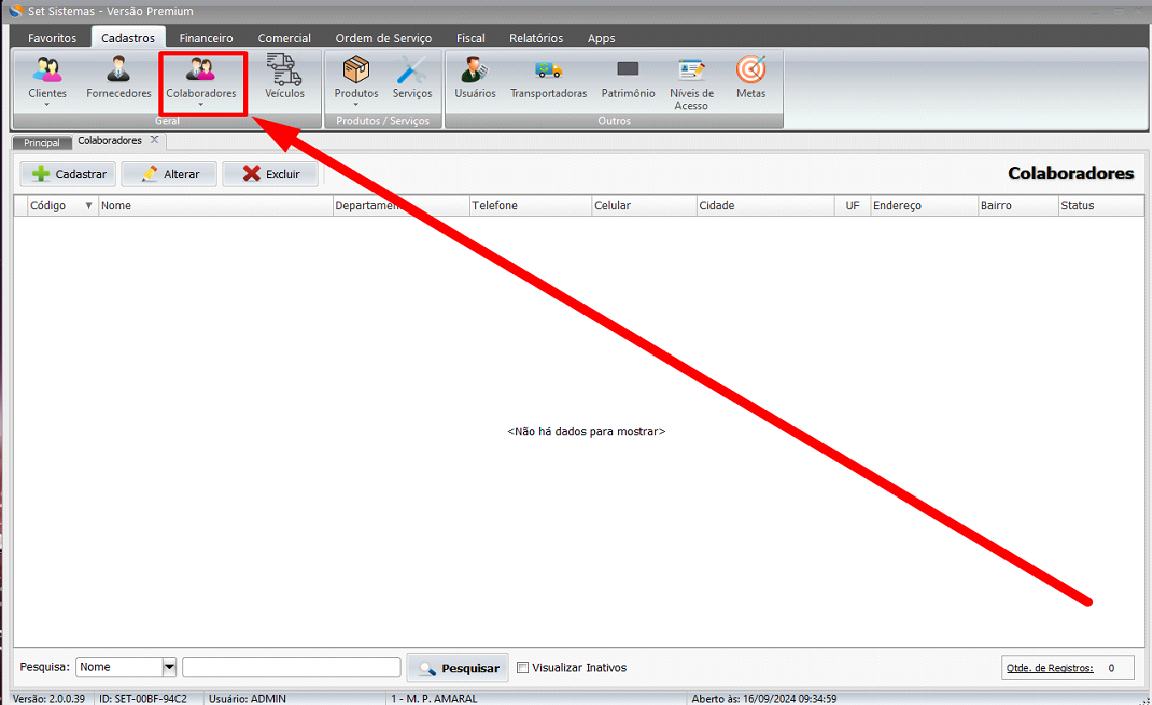 Set Sistemas - Versão Premium
Favoritos Cadastros Financeiro Comercial Ordem de Serviço Fiscal Relatórios Apps
Clientes Fornecedores Colaboradores Veículos Produtos Serviços Usuários Transportadoras Patrimônio Níveis de Acesso Metas
Geral Produtos / Serviços Outros
Principal Colaboradores
Cadastrar Alterar Excluir Colaboradores
Código Nome Departamen Telefone Celular Cidade UF Endereço Bairro Status
<Não há dados para mostrar>
Pesquisa: Nome Pesquisar Visualizar Inativos Qtde. de Registros: 0
Versão: 2.0.0.39 ID: SET-00BF-94C2 Usuário: ADMIN 1 - M. P. AMARAL Aberto às: 16/09/2024 09:34:59